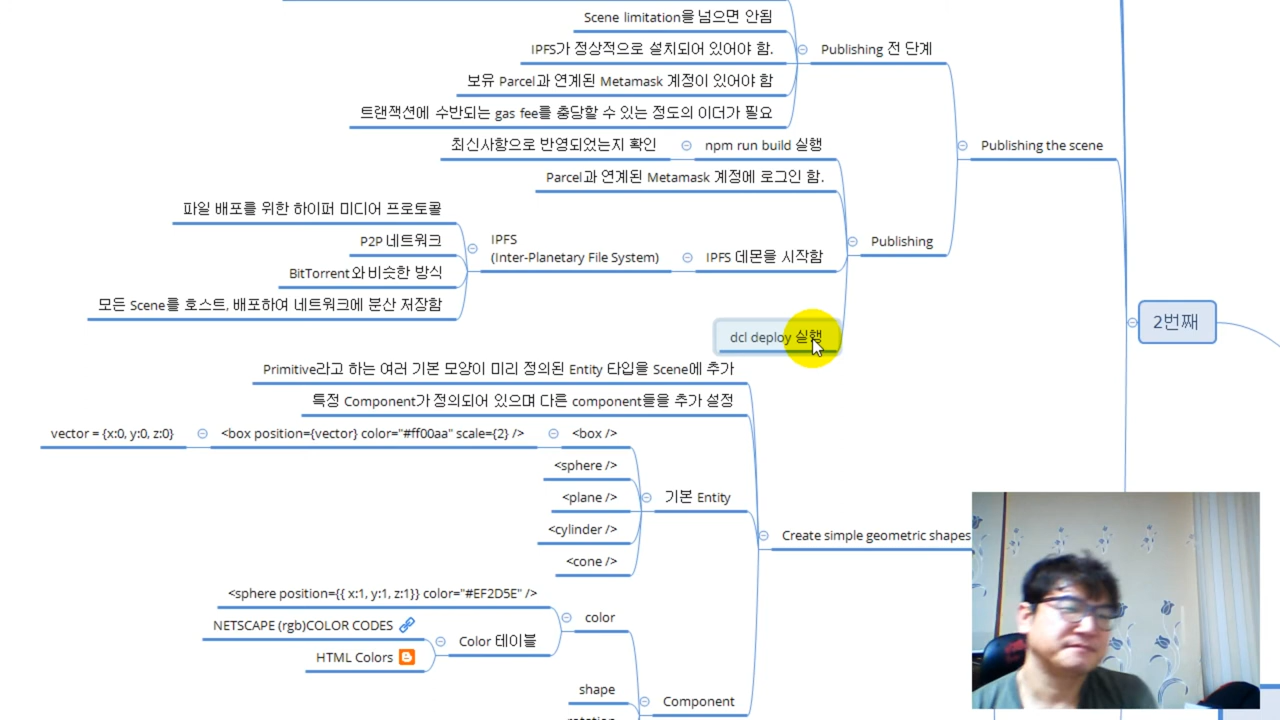 Scene limitation을 넘으면 안됨
IPFS가 정상적으로 설치되어 있어야 함.
Publishing 전 단계
보유 Parcel과 연계된 Metamask 계정이 있어야 함
트랜잭션에 수반되는 gas fee를 충당할 수 있는 정도의 이더가 필요
최신사항으로 반영되었는지 확인
npm run build 실행
Publishing the scene
Parcel과 연계된 Metamask 계정에 로그인 함.
파일 배포를 위한 하이퍼 미디어 프로토콜
P2P 네트워크
IPFS
(Inter-Planetary File System)
IPFS 데몬을 시작함
Publishing
BitTorrent와 비슷한 방식
모든 Scene를 호스트, 배포하여 네트워크에 분산 저장함
2번째
dcl deploy 실행
Primitive라고 하는 여러 기본 모양이 미리 정의된 Entity 타입을 Scene에 추가
특정 Component가 정의되어 있으며 다른 component들을 추가 설정
vector = {x:0, y:0, z:0}
<box position={vector} color="#ff00aa" scale={2} />
<box />
<sphere />
<plane />
기본 Entity
<cylinder />
Create simple geometric shapes
<cone />
<sphere position={{ x:1, y:1, z:1}} color="#EF2D5E" />
color
NETSCAPE (rgb)COLOR CODES
Color 테이블
HTML Colors
shape
Component